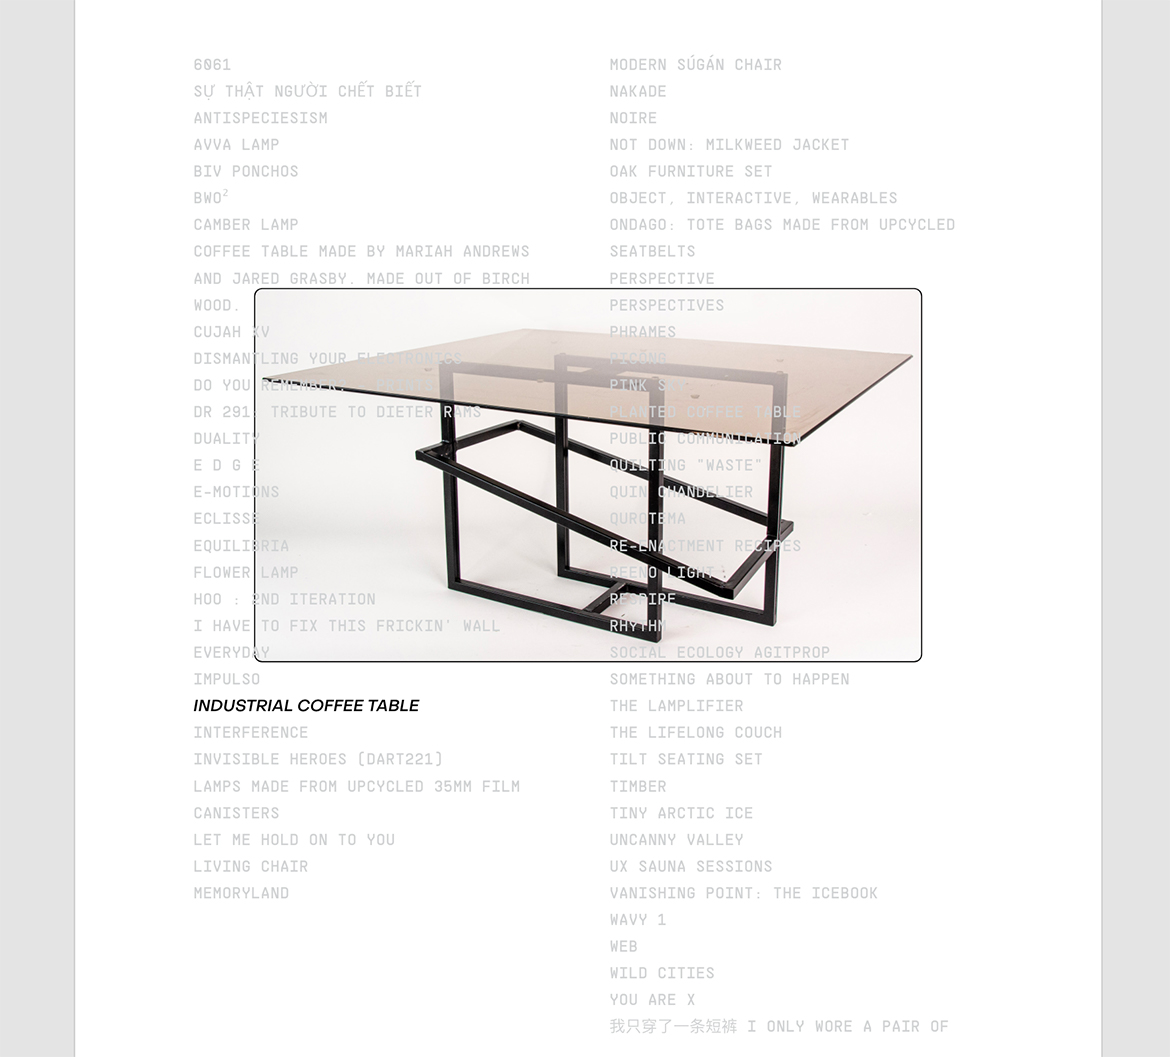 6061
SỰ THẬT NGƯỜI CHẾT BIẾT
ANTISPECIESISM
AVVA LAMP
BIV PONCHOS
BWO²
CAMBER LAMP
COFFEE TABLE MADE BY MARIAH ANDREWS
AND JARED GRASBY. MADE OUT OF BIRCH
WOOD.
CUJAH XV
DISMANTLING YOUR ELECTRONICS
DO YOU REMEMBER:
DR 291: TRIBUTE TO DIETER RAMS
DUALITY
E D G E
E-MOTIONS
ECLISSE
EQUILIBRIA
FLOWER LAMP
HOO : 2ND ITERATION
I HAVE TO FIX THIS FRICKIN' WALL
EVERYDAY
IMPULSO
INDUSTRIAL COFFEE TABLE
INTERFERENCE
INVISIBLE HEROES (DART221)
LAMPS MADE FROM UPCYCLED 35MM FILM
CANISTERS
LET ME HOLD ON TO YOU
LIVING CHAIR
MEMORYLAND
MODERN SÚGÁN CHAIR
NAKADE
NOIRE
NOT DOWN: MILKWEED JACKET
OAK FURNITURE SET
OBJECT, INTERACTIVE, WEARABLES
ONDAGO: TOTE BAGS MADE FROM UPCYCLED
SEATBELTS
PERSPECTIVE
PERSPECTIVES
PHRAMES
PICÓNG
PINK
PLANTED COFFEE TABLE
PUBLIC COMMUNICATION
QUILTING "WASTE"
QUIN CHANDELIER
QUROTEMA
RE-ENACTMENT RECIPES
REENO LIGHT :
RESPIRE
RHYTHM
SOCIAL ECOLOGY AGITPROP
SOMETHING ABOUT TO HAPPEN
THE LAMPLIFIER
THE LIFELONG COUCH
TILT SEATING SET
TIMBER
TINY ARCTIC ICE
UNCANNY VALLEY
UX SAUNA SESSIONS
VANISHING POINT: THE ICEBOOK
WAVY 1
WEB
WILD CITIES
YOU ARE X
我只穿了一条短裤 I ONLY WORE A PAIR OF